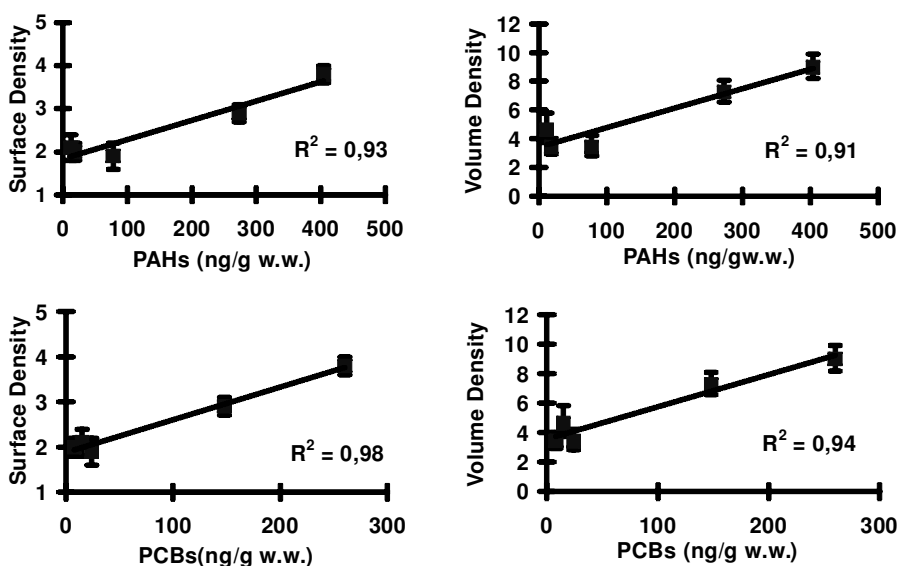 Surface Density
5
4
3
2
1
R² = 0,93
0 100 200 300 400 500
PAHs (ng/g w.w.)
Volume Density
12
10
8
6
4
2
0
R² = 0,91
0 100 200 300 400 500
PAHs (ng/gw.w.)
Surface Density
5
4
3
2
1
R² = 0,98
0 100 200 300
PCBs(ng/g w.w.)
Volume Density
12
10
8
6
4
2
0
R² = 0,94
0 100 200 300
PCBs (ng/g w.w.)